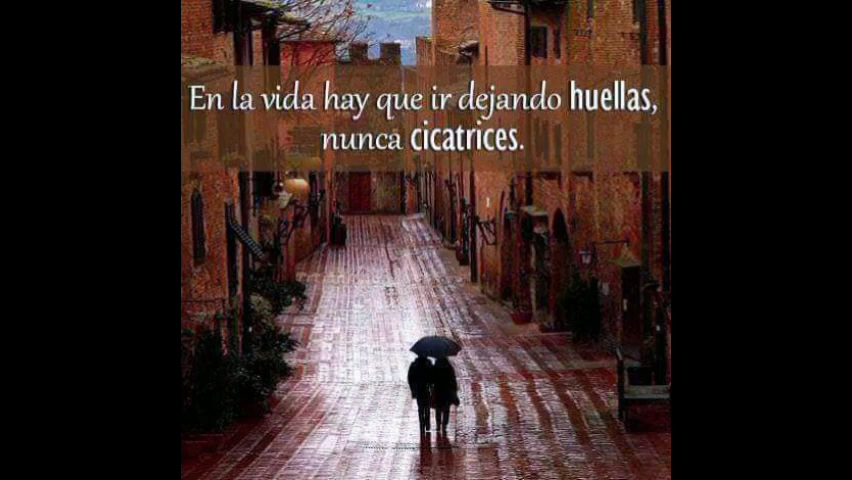 En la vida hay que ir dejando huellas,
nunca cicatrices.